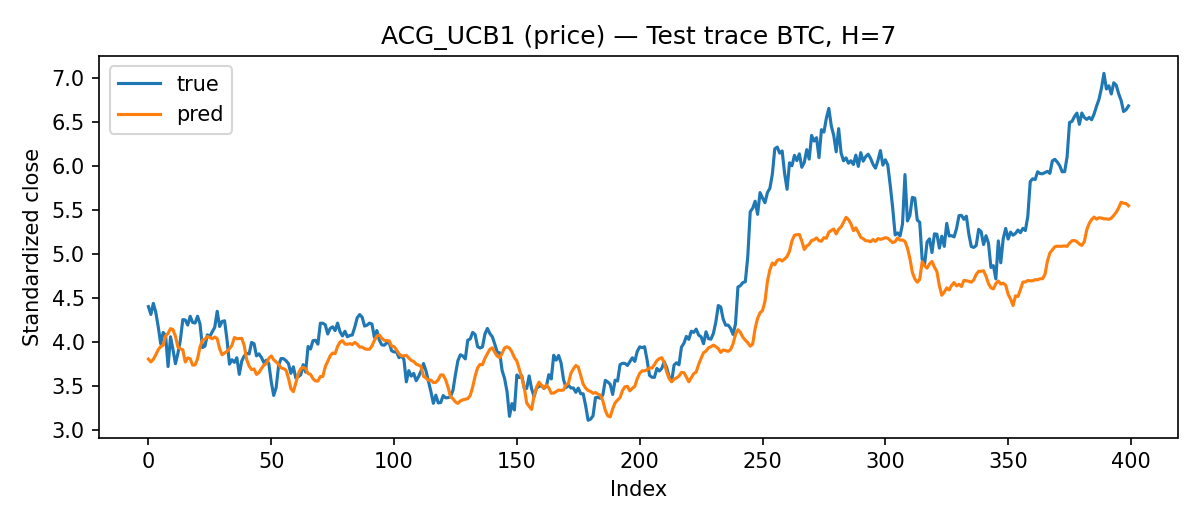 ACG_UCB1 (price) — Test trace BTC, H=7
true
pred
Standardized close
7.0
6.5
6.0
5.5
5.0
4.5
4.0
3.5
3.0
0 50 100 150 200 250 300 350 400
Index